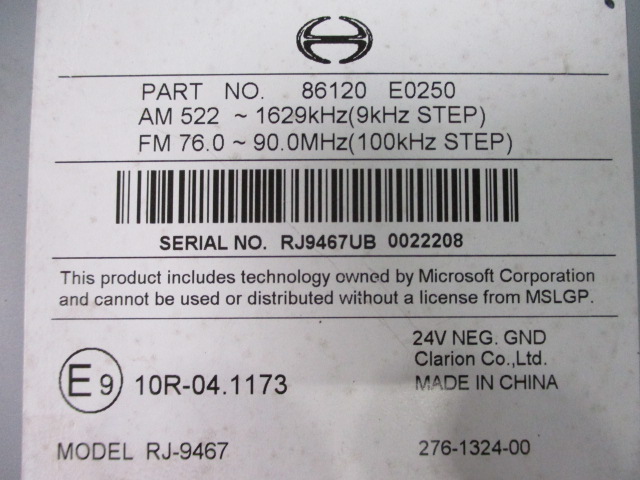 PART NO. 86120 E0250
AM 522 ~ 1629kHz(9kHz STEP)
FM 76.0 ~ 90.0MHz(100kHz STEP)
SERIAL NO. RJ9467UB 0022208
This product includes technology owned by Microsoft Corporation
and cannot be used or distributed without a license from MSLGP.
24V NEG. GND
Clarion Co.,Ltd.
E9 10R-04.1173
MADE IN CHINA
MODEL RJ-9467
276-1324-00